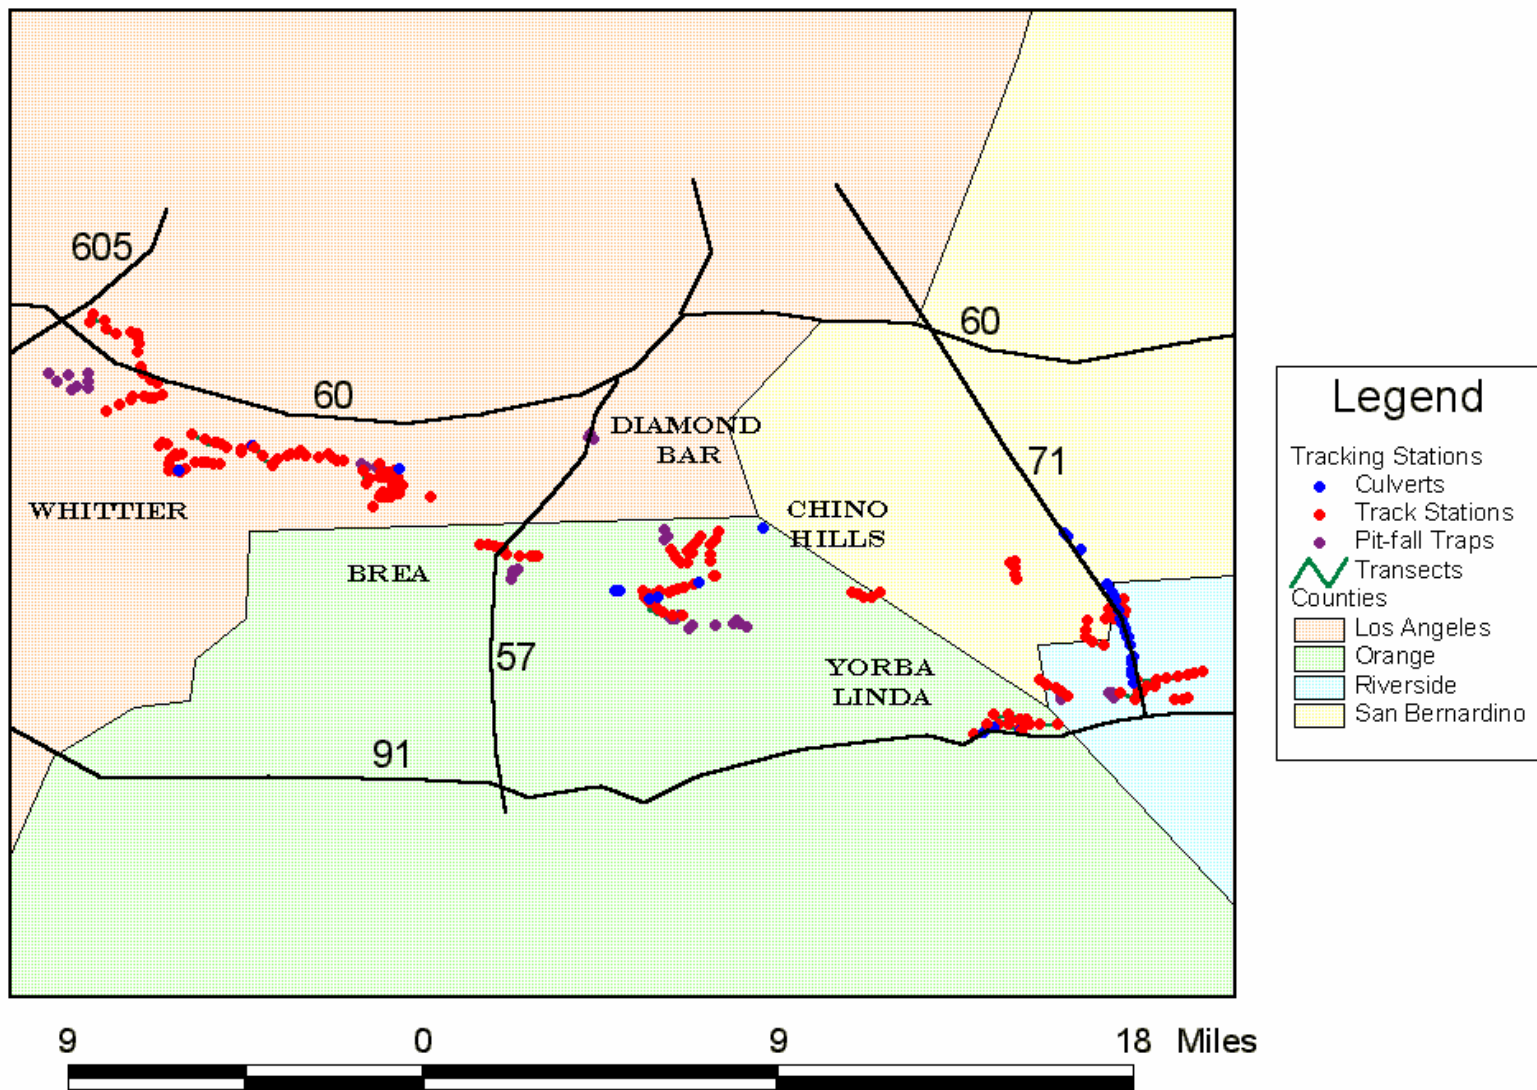 605
60
60
DIAMOND
BAR
71
WHITTIER
CHINO
HILLS
BREA
57
YORBA
LINDA
91
Legend
Tracking Stations
Culverts
Track Stations
Pit-fall Traps
Transects
Counties
Los Angeles
Orange
Riverside
San Bernardino
9 0 9 18 Miles